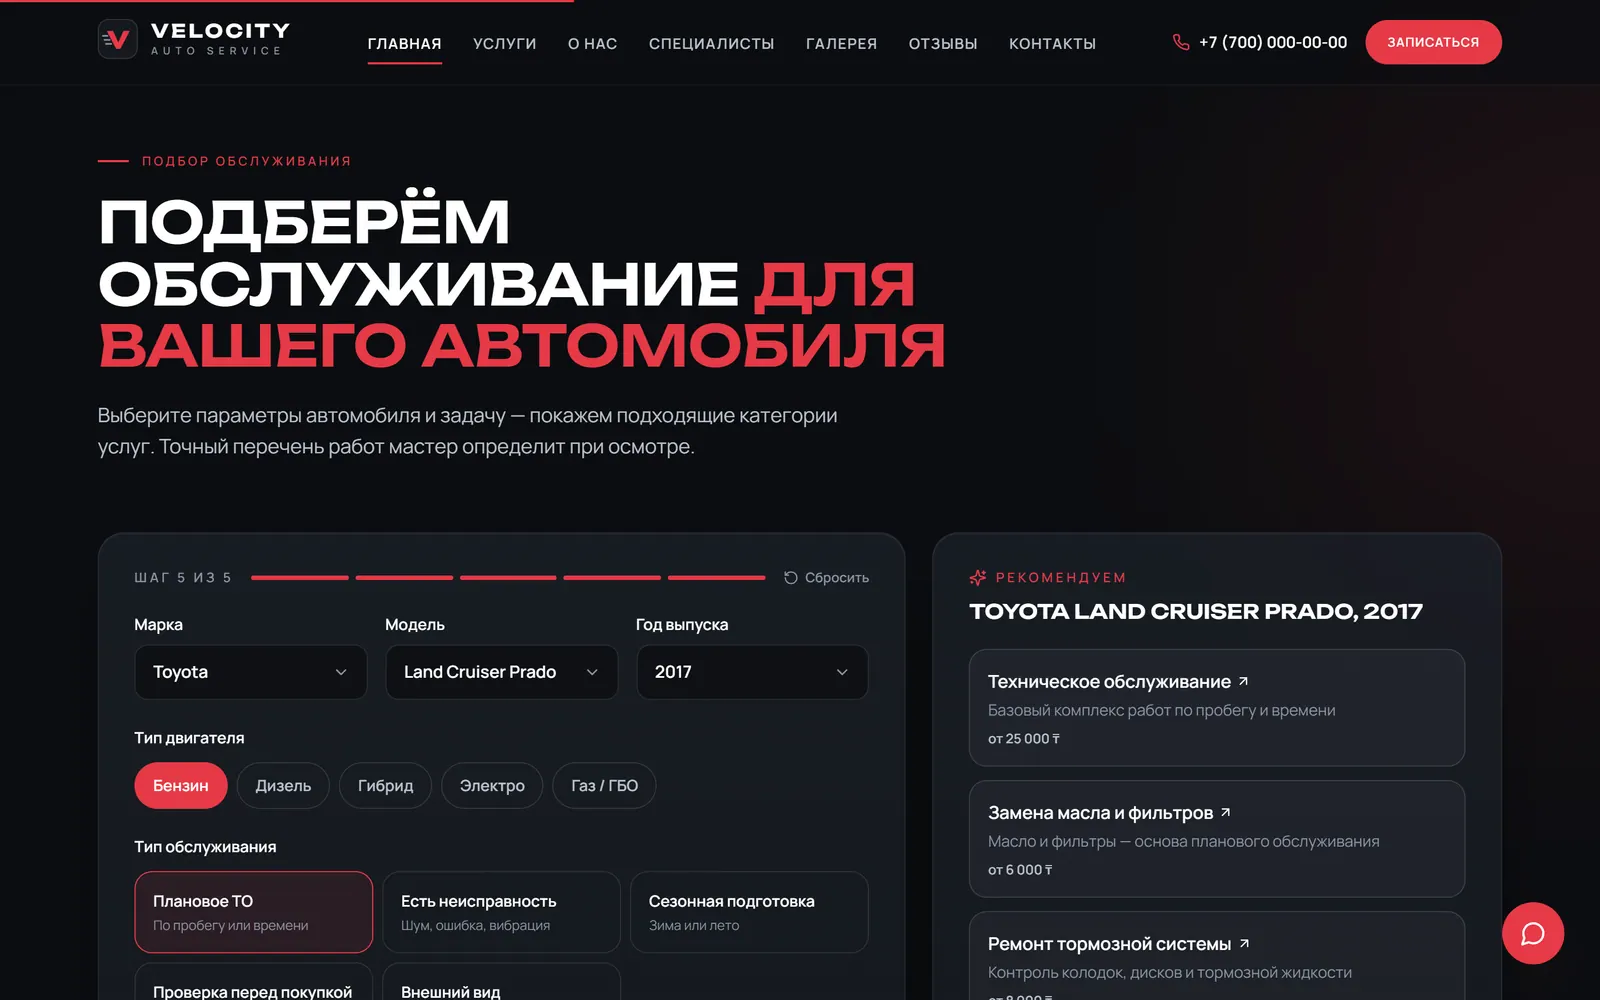 VELOCITY
AUTO SERVICE
ГЛАВНАЯ
УСЛУГИ
О НАС
СПЕЦИАЛИСТЫ
ГАЛЕРЕЯ
ОТЗЫВЫ
КОНТАКТЫ
+7 (700) 000-00-00
ЗАПИСАТЬСЯ
ПОДБОР ОБСЛУЖИВАНИЯ
ПОДБЕРЁМ
ОБСЛУЖИВАНИЕ ДЛЯ
ВАШЕГО АВТОМОБИЛЯ
Выберите параметры автомобиля и задачу — покажем подходящие категории
услуг. Точный перечень работ мастер определит при осмотре.
ШАГ 5 ИЗ 5
Сбросить
Марка
Модель
Год выпуска
Toyota
Land Cruiser Prado
2017
Тип двигателя
Бензин
Дизель
Гибрид
Электро
Газ / ГБО
Тип обслуживания
Плановое ТО
По пробегу или времени
Есть неисправность
Шум, ошибка, вибрация
Сезонная подготовка
Зима или лето
Проверка перед покупкой
Внешний вид
РЕКОМЕНДУЕМ
TOYOTA LAND CRUISER PRADO, 2017
Техническое обслуживание
Базовый комплекс работ по пробегу и времени
от 25 000 ₸
Замена масла и фильтров
Масло и фильтры — основа планового обслуживания
от 6 000 ₸
Ремонт тормозной системы
Контроль колодок, дисков и тормозной жидкости